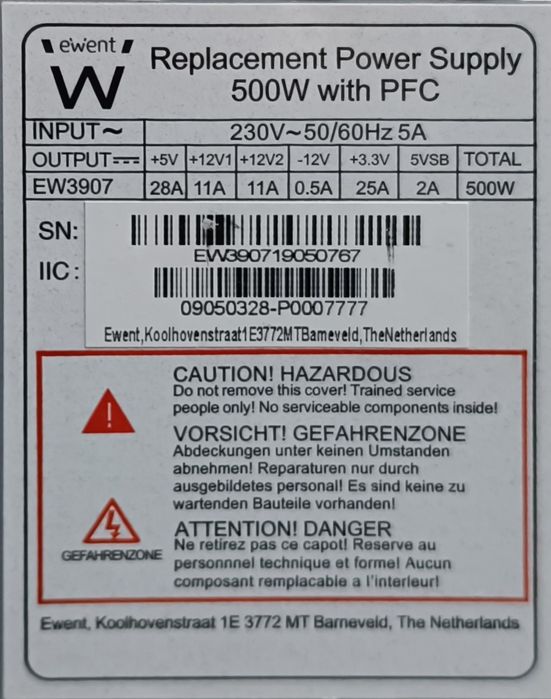 ewent
Replacement Power Supply
500W with PFC
INPUT~ 230V~50/60Hz 5A
OUTPUT⎓ +5V +12V1 +12V2 -12V +3.3V 5VSB TOTAL
EW3907 28A 11A 11A 0.5A 25A 2A 500W
SN:
EW390719050767
IIC:
09050328-P0007777
Ewent,Koolhovenstraat1E3772MTBarneveld,TheNetherlands
CAUTION! HAZARDOUS
Do not remove this cover! Trained service
people only! No serviceable components inside!
VORSICHT! GEFAHRENZONE
Abdeckungen unter keinen Umstanden
abnehmen! Reparaturen nur durch
ausgebildetes personal! Es sind keine zu
wartenden Bauteile vorhanden!
GEFAHRENZONE
ATTENTION! DANGER
Ne retirez pas ce capot! Reserve au
personnnel technique et forme! Aucun
composant remplacable a l'interieur!
Ewent, Koolhovenstraat 1E 3772 MT Barneveld, The Netherlands